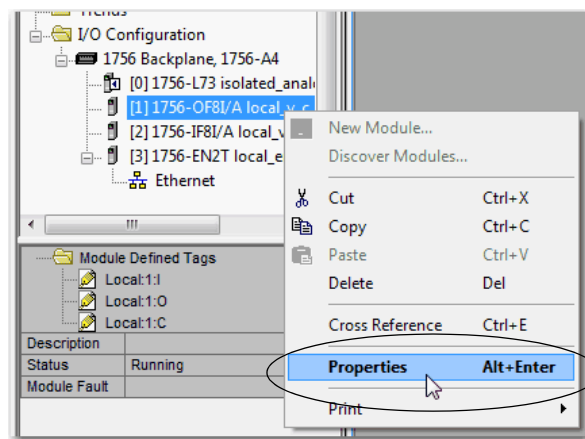 Trends
I/O Configuration
1756 Backplane, 1756-A4
[0] 1756-L73 isolated_anal
[1] 1756-OF8I/A local_v_c
[2] 1756-IF8I/A local_v
[3] 1756-EN2T local_e
Ethernet
New Module...
Discover Modules...
Cut Ctrl+X
Copy Ctrl+C
Paste Ctrl+V
Delete Del
Cross Reference Ctrl+E
Properties Alt+Enter
Print
Module Defined Tags
Local:1:I
Local:1:O
Local:1:C
Description
Status Running
Module Fault